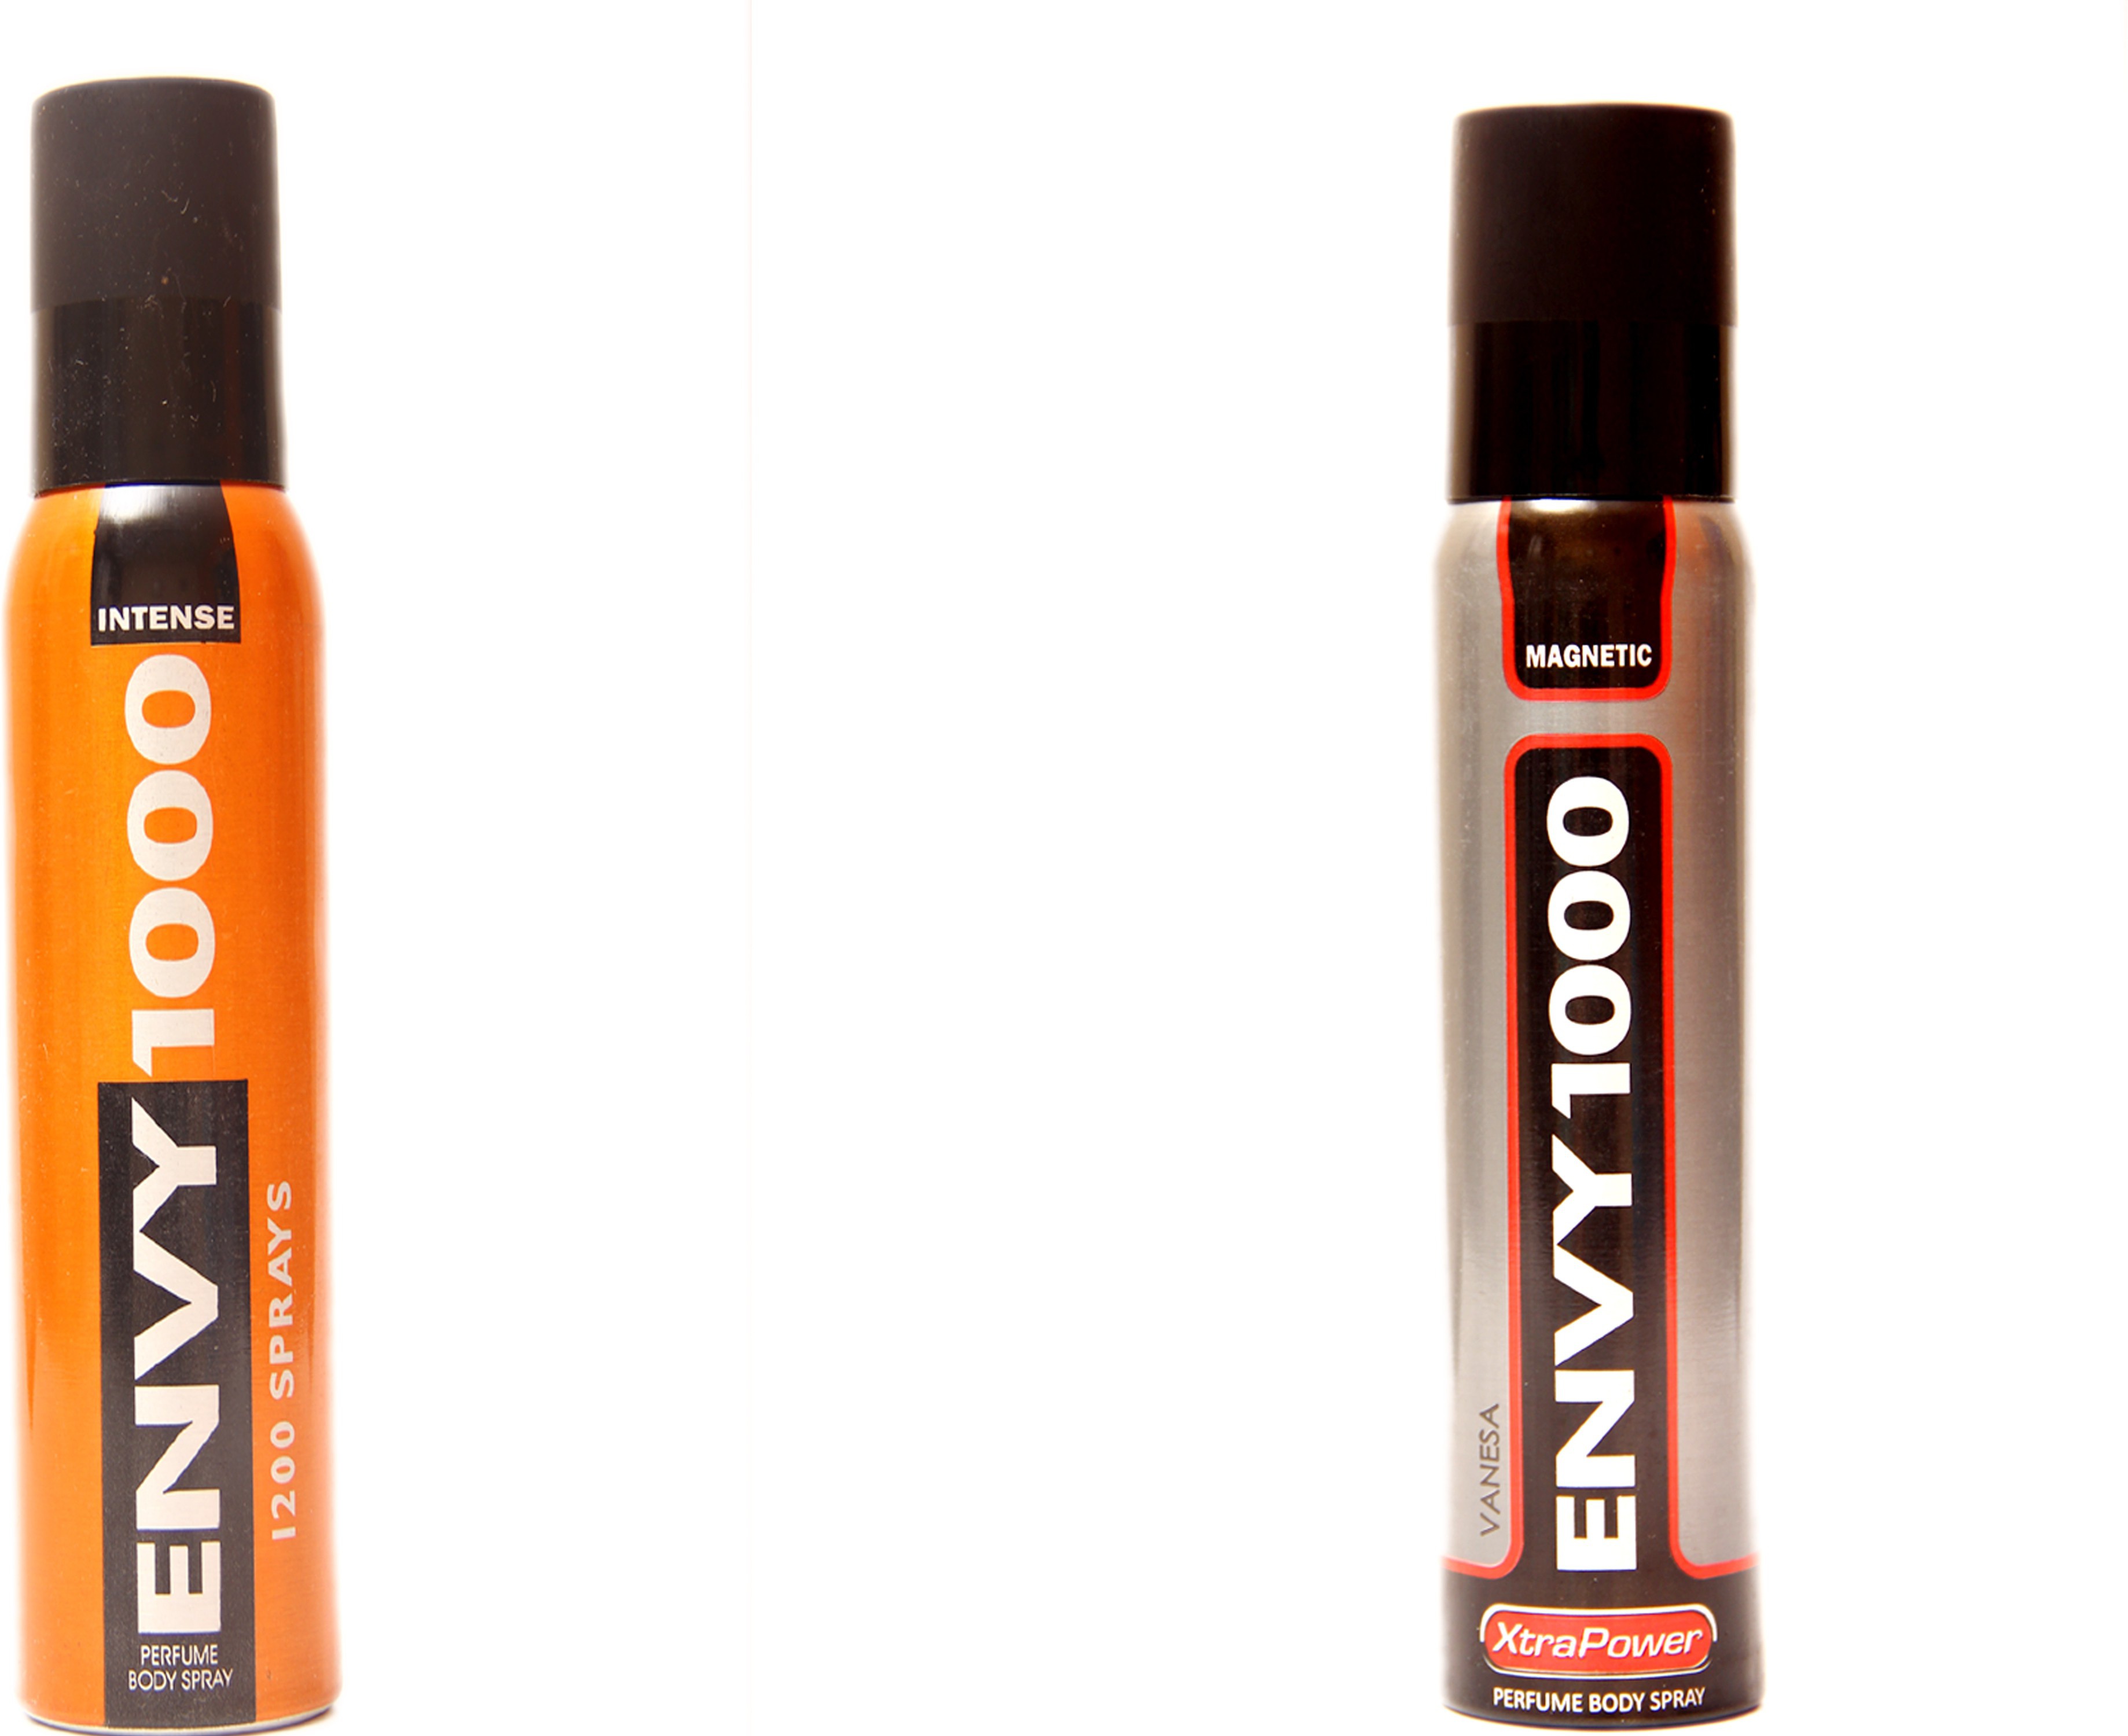 INTENSE
ENVY 1000
1200 SPRAYS
PERFUME
BODY SPRAY
MAGNETIC
ENVY 1000
VANESA
XtraPower
PERFUME BODY SPRAY